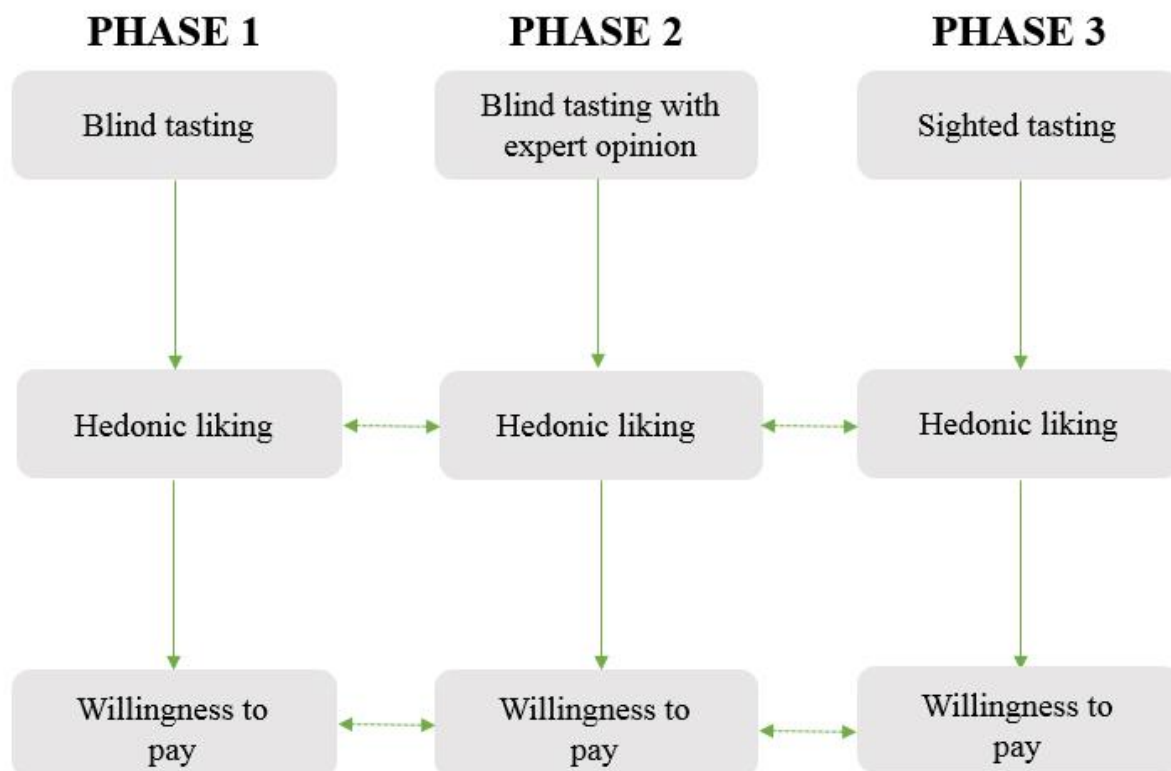 PHASE 1
PHASE 2
PHASE 3
Blind tasting
Blind tasting with
expert opinion
Sighted tasting
Hedonic liking
Hedonic liking
Hedonic liking
Willingness to
pay
Willingness to
pay
Willingness to
pay